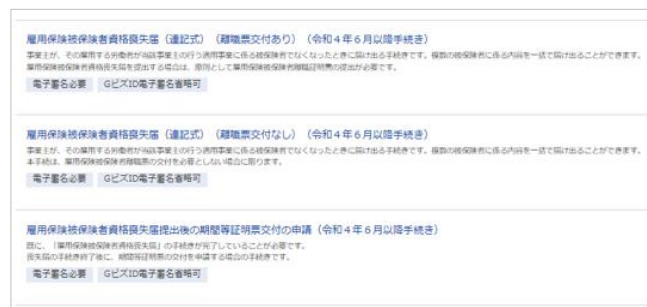 雇用保険被保険者資格喪失届（連記式）（離職票交付あり）（令和４年６月以降手続き）
事業主が、その雇用する労働者が当該事業主の行う適用事業に係る被保険者でなくなったときに届け出る手続きです。複数の被保険者に係る内容を一括で届け出ることができます。
雇用保険被保険者資格喪失届を提出する場合は、原則として雇用保険被保険者離職証明書の提出が必要です。
電子署名必要 GビズID電子署名省略可
雇用保険被保険者資格喪失届（連記式）（離職票交付なし）（令和４年６月以降手続き）
事業主が、その雇用する労働者が当該事業主の行う適用事業に係る被保険者でなくなったときに届け出る手続きです。複数の被保険者に係る内容を一括で届け出ることができます。
本手続は、雇用保険被保険者離職票の交付を必要としない場合に限ります。
電子署名必要 GビズID電子署名省略可
雇用保険被保険者資格喪失届提出後の期間等証明票交付の申請（令和４年６月以降手続き）
既に、「雇用保険被保険者資格喪失届」の手続きが完了していることが必要です。
喪失届の手続き終了後に、期間等証明票の交付を申請する場合の手続きです。
電子署名必要 GビズID電子署名省略可